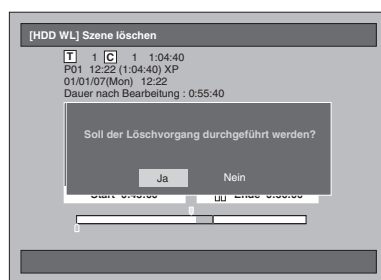 [HDD WL] Szene löschen
T 1 C 1 1:04:40
P01 12:22 (1:04:40) XP
01/01/07(Mon) 12:22
Dauer nach Bearbeitung : 0:55:40
Soll der Löschvorgang durchgeführt werden?
Ja Nein